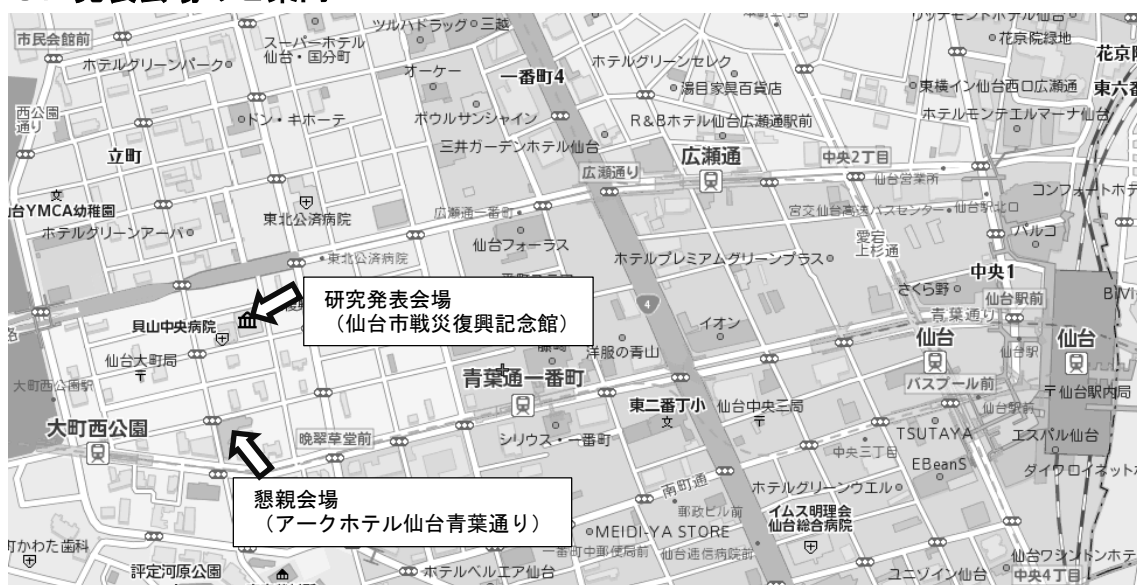 市民会館前
ツルハドラッグ
三越
リッチモンドホテル仙台
花京院緑地
スーパーホテル
仙台・国分町
ホテルグリーンパーク
オーケー
一番町4
ホテルグリーンセレク
湯目家具百貨店
東横イン仙台西口広瀬通
東六番
西公園
通り
ドン・キホーテ
ボウルサンシャイン
R&Bホテル仙台広瀬通駅前
ホテルモンテエルマーナ仙台
立町
三井ガーデンホテル仙台
広瀬通
中央2丁目
広瀬通り
仙台営業所
コンフォートホテ
台YMCA幼稚園
東北公済病院
広瀬通一番町
宮交仙台高速バスセンター
仙台駅北口
ホテルグリーンアーバ
仙台フォーラス
愛宕
上杉通
パルコ
東北公済病院
ホテルプレミアムグリーンプラス
中央1
研究発表会場
（仙台市戦災復興記念館）
4
さくら野
仙台駅前
BiVi
貝山中央病院
イオン
青葉通り
仙台
仙台
仙台大町局
藤崎
洋服の青山
仙台駅
大町西公園駅
青葉通一番町
バスプール前
仙台駅内局
東二番丁小
仙台中央三局
仙台駅前
大町西公園
晩翠草堂前
シリウス・一番町
TSUTAYA
エスパル仙台
中央三丁目
EBeanS
ダイワロイネットホ
懇親会場
（アークホテル仙台青葉通り）
南町通
ホテルグリーンウエル
郵政ビル前
イムス明理会
仙台総合病院
MEIDI-YA STORE
町かわた歯科
一番町中郵便局前
仙台逓信病院前
仙台ワシントンホテ
評定河原公園
ホテルベルエア仙台
ユニゾイン仙台
中央4丁目